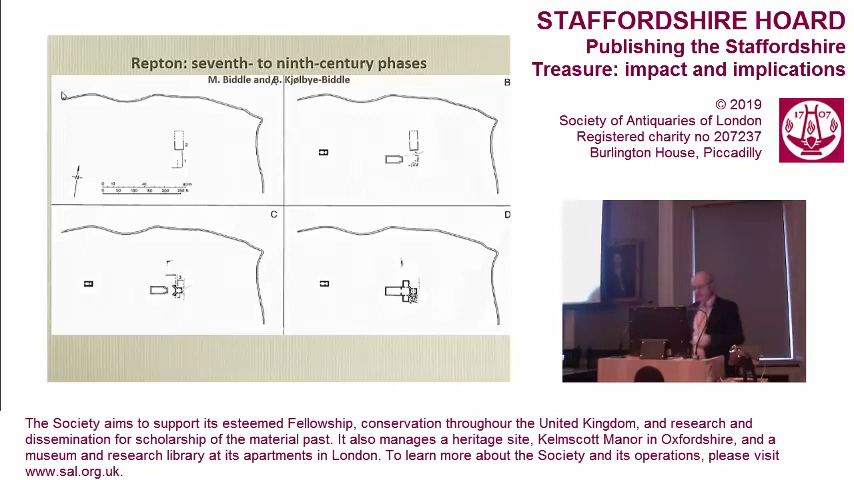 STAFFORDSHIRE HOARD
Publishing the Staffordshire
Treasure: impact and implications
© 2019
Society of Antiquaries of London
Registered charity no 207237
Burlington House, Piccadilly
17 07
Repton: seventh- to ninth-century phases
M. Biddle and B. Kjølbye-Biddle
A
B
C
D
The Society aims to support its esteemed Fellowship, conservation throughour the United Kingdom, and research and
dissemination for scholarship of the material past. It also manages a heritage site, Kelmscott Manor in Oxfordshire, and a
museum and research library at its apartments in London. To learn more about the Society and its operations, please visit
www.sal.org.uk.